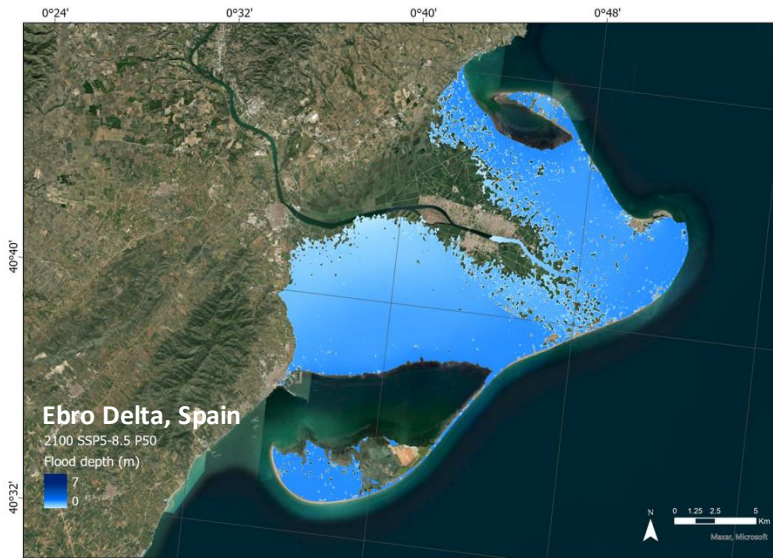 0°24' 0°32' 0°40' 0°48'
40°40'
40°32'
Ebro Delta, Spain
2100 SSP5-8.5 P50
Flood depth (m)
7
0
N
0 1.25 2.5 5
Km
Maxar, Microsoft